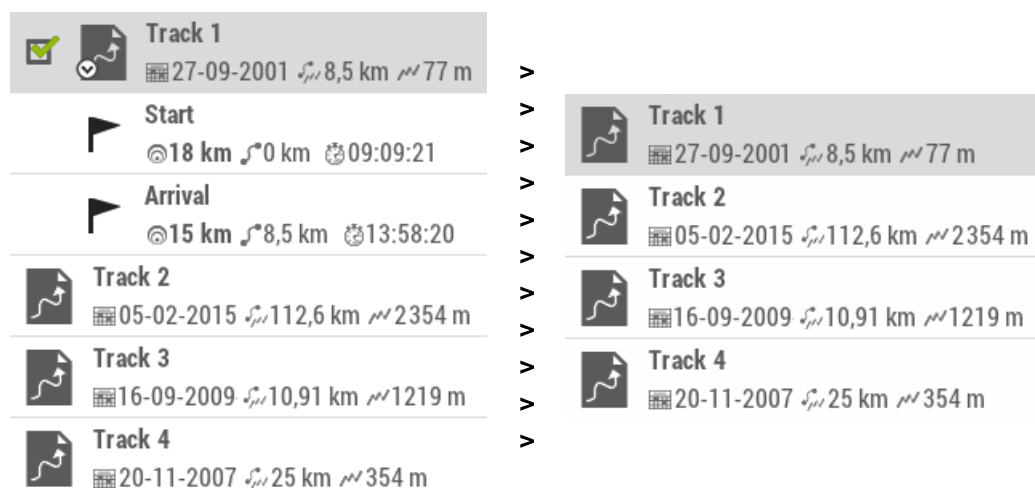 Track 1
27-09-2001 8,5 km 77 m
Start
18 km 0 km 09:09:21
Arrival
15 km 8,5 km 13:58:20
Track 2
05-02-2015 112,6 km 2354 m
Track 3
16-09-2009 10,91 km 1219 m
Track 4
20-11-2007 25 km 354 m
>
>
>
>
>
>
>
>
>
>
>
Track 1
27-09-2001 8,5 km 77 m
Track 2
05-02-2015 112,6 km 2354 m
Track 3
16-09-2009 10,91 km 1219 m
Track 4
20-11-2007 25 km 354 m